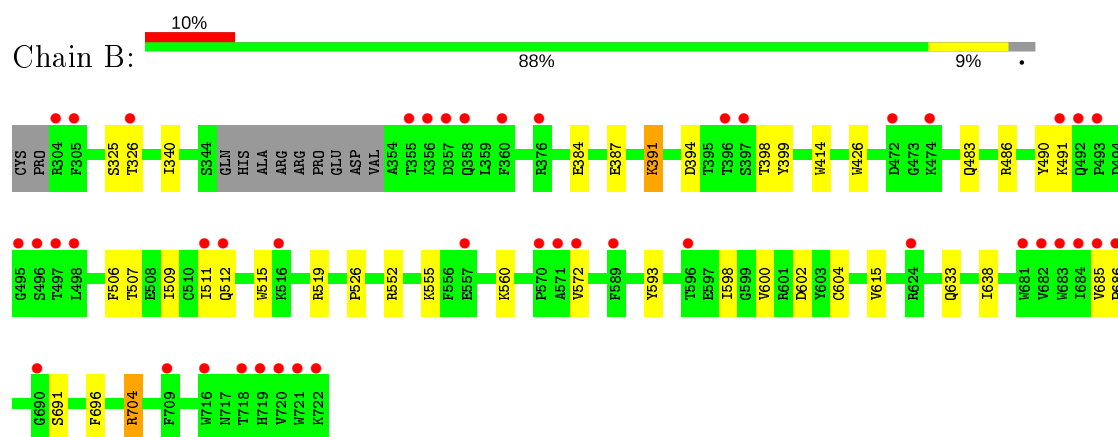 10%
Chain B:
88% 9% •
CYS PRO R304 F305 S325 T326 I340 S344 GLN HIS ALA ARG ARG PRO GLU ASP VAL A354 T355 K356 D357 Q358 L359 F360 R376 E384 E387 K391 D394 T395 T396 S397 T398 Y399 W414 W426 D472 G473 K474 Q483 R486 Y490 K491 Q492 P493 D494
G495 S496 T497 L498 F506 T507 E508 I509 C510 I511 Q512 W515 K516 R519 P526 R552 K555 F556 E557 K560 P570 A571 V572 F589 Y593 T596 E597 I598 G599 V600 R601 D602 Y603 C604 V615 R624 Q633 I638 W681 V682 W683 I684 V685 P686
G690 S691 F696 R704 F709 W716 N717 T718 H719 V720 W721 K722